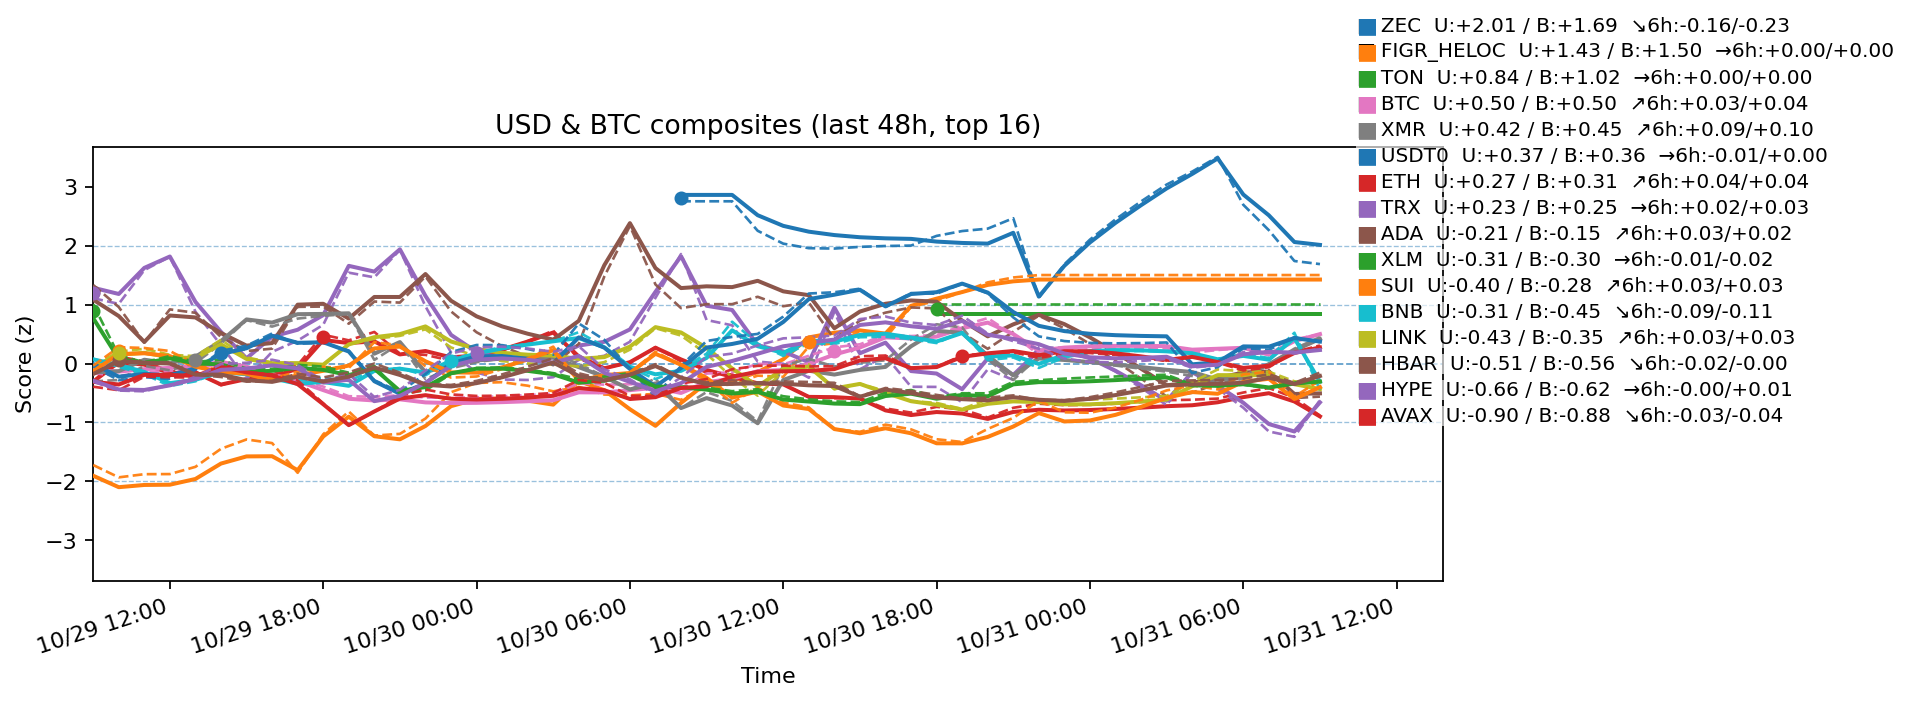 ZEC  U:+2.01 / B:+1.69  ↘6h:-0.16/-0.23
FIGR_HELOC  U:+1.43 / B:+1.50  →6h:+0.00/+0.00
TON  U:+0.84 / B:+1.02  →6h:+0.00/+0.00
BTC  U:+0.50 / B:+0.50  ↗6h:+0.03/+0.04
XMR  U:+0.42 / B:+0.45  ↗6h:+0.09/+0.10
USDT0  U:+0.37 / B:+0.36  →6h:-0.01/+0.00
ETH  U:+0.27 / B:+0.31  ↗6h:+0.04/+0.04
TRX  U:+0.23 / B:+0.25  →6h:+0.02/+0.03
ADA  U:-0.21 / B:-0.15  ↗6h:+0.03/+0.02
XLM  U:-0.31 / B:-0.30  →6h:-0.01/-0.02
SUI  U:-0.40 / B:-0.28  ↗6h:+0.03/+0.03
BNB  U:-0.31 / B:-0.45  ↘6h:-0.09/-0.11
LINK  U:-0.43 / B:-0.35  ↗6h:+0.03/+0.03
HBAR  U:-0.51 / B:-0.56  ↘6h:-0.02/-0.00
HYPE  U:-0.66 / B:-0.62  →6h:-0.00/+0.01
AVAX  U:-0.90 / B:-0.88  ↘6h:-0.03/-0.04
USD & BTC composites (last 48h, top 16)
Score (z)
3
2
1
0
−1
−2
−3
10/29 12:00
10/29 18:00
10/30 00:00
10/30 06:00
10/30 12:00
10/30 18:00
10/31 00:00
10/31 06:00
10/31 12:00
Time